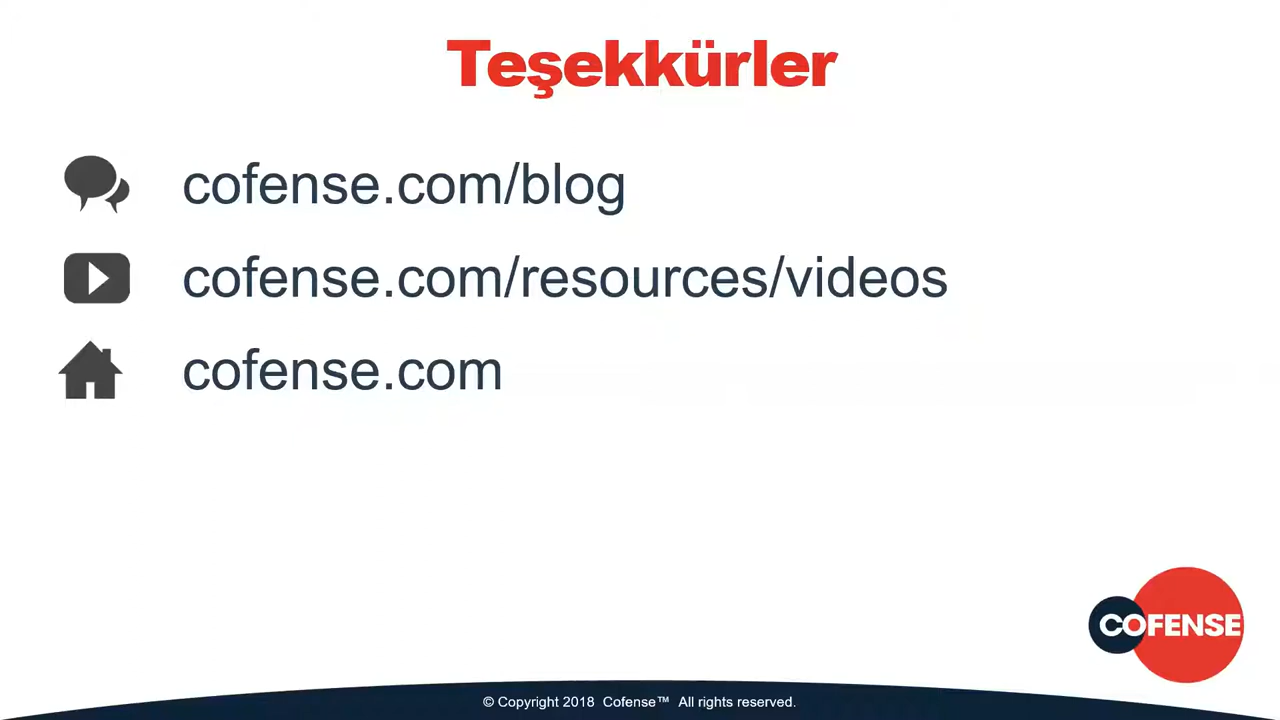 Teşekkürler
cofense.com/blog
cofense.com/resources/videos
cofense.com
COFENSE
© Copyright 2018 Cofense™ All rights reserved.